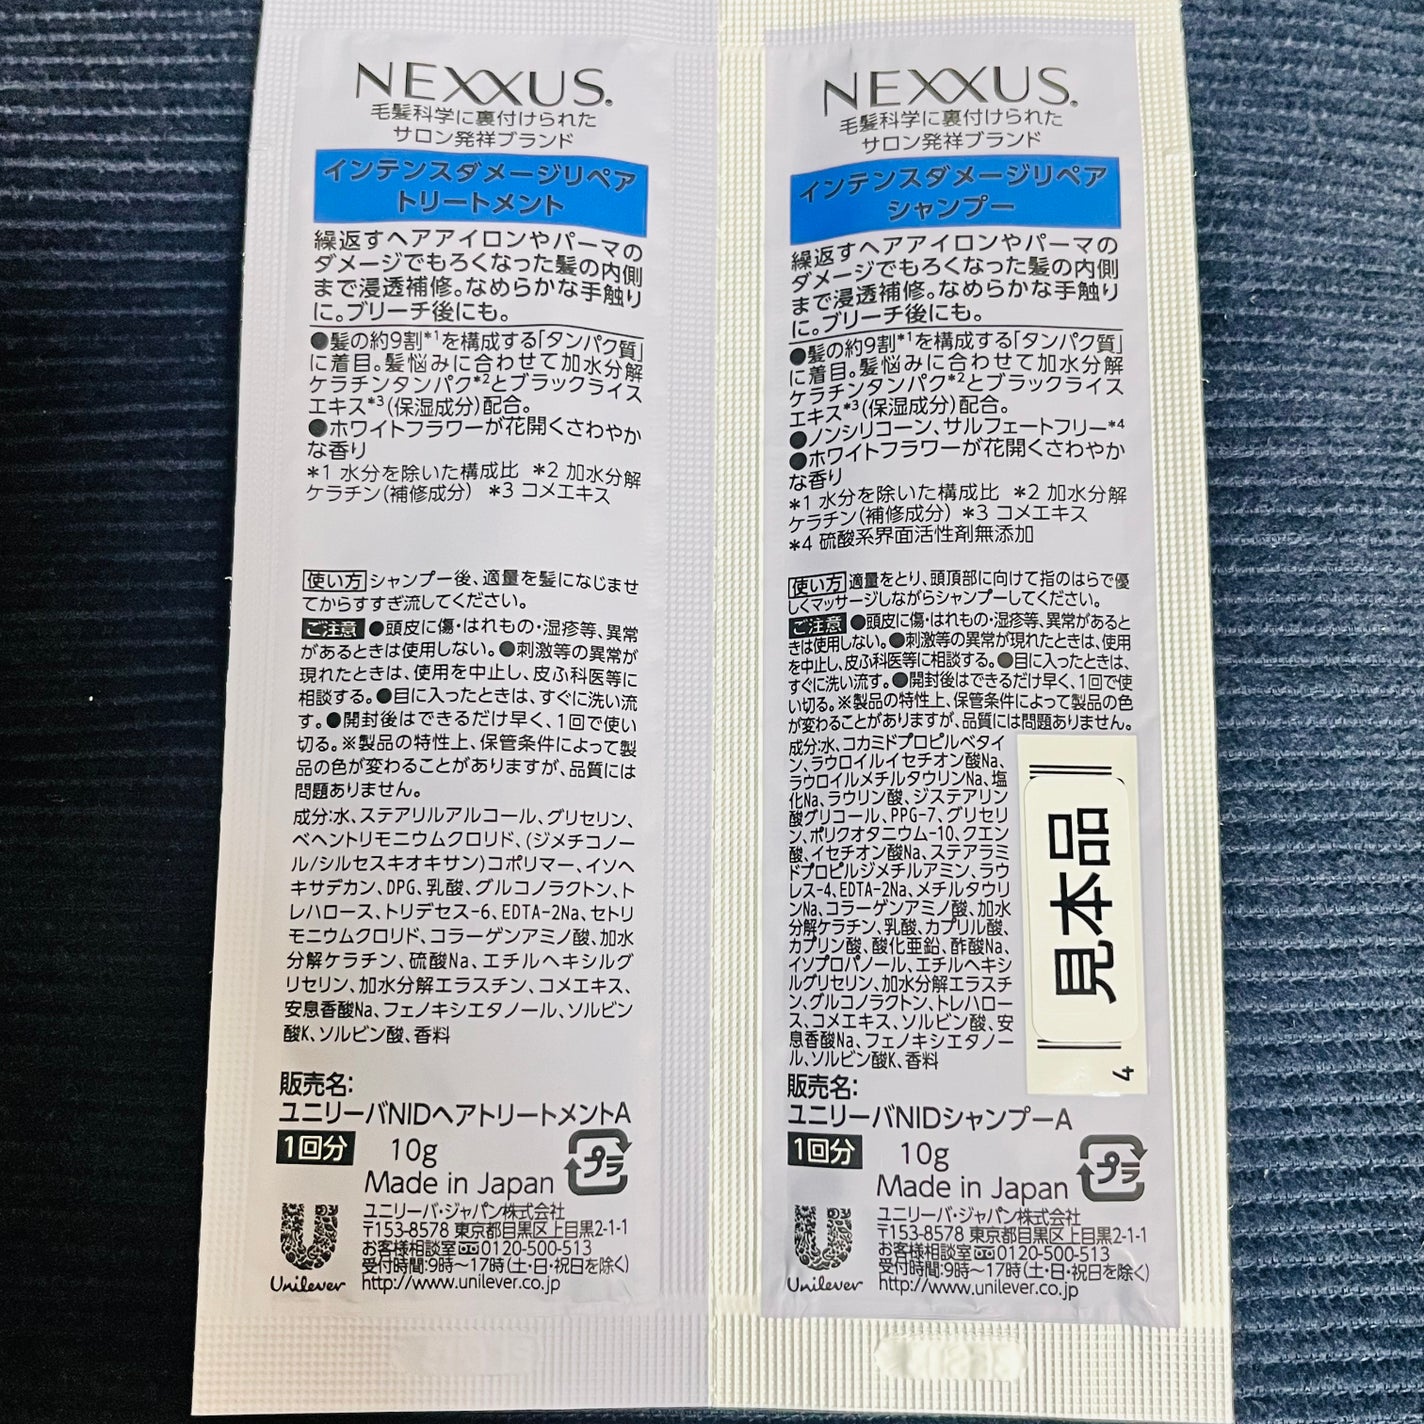 NEXXUS.
毛髪科学に裏付けられた
サロン発祥ブランド
インテンスダメージリペア
トリートメント
繰返すヘアアイロンやパーマの
ダメージでもろくなった髪の内側
まで浸透補修。なめらかな手触り
に。ブリーチ後にも。
●髪の約9割*1を構成する「タンパク質」
に着目。髪悩みに合わせて加水分解
ケラチンタンパク*2とブラックライス
エキス*3(保湿成分)配合。
●ホワイトフラワーが花開くさわやか
な香り
*1 水分を除いた構成比 *2 加水分解
ケラチン(補修成分) *3 コメエキス
使い方 シャンプー後、適量を髪になじませ
てからすすぎ流してください。
ご注意 ●頭皮に傷・はれもの・湿疹等、異常
があるときは使用しない。●刺激等の異常が
現れたときは、使用を中止し、皮ふ科医等に
相談する。●目に入ったときは、すぐに洗い流
す。●開封後はできるだけ早く、1回で使い
切る。※製品の特性上、保管条件によって製
品の色が変わることがありますが、品質には
問題ありません。
成分:水、ステアリルアルコール、グリセリン、
ベヘントリモニウムクロリド、(ジメチコノー
ル/シルセスキオキサン)コポリマー、イソヘ
キサデカン、DPG、乳酸、グルコノラクトン、ト
レハロース、トリデセス-6、EDTA-2Na、セトリ
モニウムクロリド、コラーゲンアミノ酸、加水
分解ケラチン、硫酸Na、エチルヘキシルグ
リセリン、加水分解エラスチン、コメエキス、
安息香酸Na、フェノキシエタノール、ソルビン
酸K、ソルビン酸、香料
販売名:
ユニリーバNIDヘアトリートメントA
1回分 10g プラ
Made in Japan
ユニリーバ・ジャパン株式会社
〒153-8578 東京都目黒区上目黒2-1-1
お客様相談室 0120-500-513
受付時間:9時〜17時(土・日・祝日を除く)
Unilever http://www.unilever.co.jp
NEXXUS.
毛髪科学に裏付けられた
サロン発祥ブランド
インテンスダメージリペア
シャンプー
繰返すヘアアイロンやパーマの
ダメージでもろくなった髪の内側
まで浸透補修。なめらかな手触り
に。ブリーチ後にも。
●髪の約9割*1を構成する「タンパク質」
に着目。髪悩みに合わせて加水分解
ケラチンタンパク*2とブラックライス
エキス*3(保湿成分)配合。
●ノンシリコーン、サルフェートフリー*4
●ホワイトフラワーが花開くさわやか
な香り
*1 水分を除いた構成比 *2 加水分解
ケラチン(補修成分) *3 コメエキス
*4 硫酸系界面活性剤無添加
使い方 適量をとり、頭頂部に向けて指のはらで優
しくマッサージしながらシャンプーしてください。
ご注意 ●頭皮に傷・はれもの・湿疹等、異常があると
きは使用しない。●刺激等の異常が現れたときは、使用
を中止し、皮ふ科医等に相談する。●目に入ったときは、
すぐに洗い流す。●開封後はできるだけ早く、1回で使
い切る。※製品の特性上、保管条件によって製品の色
が変わることがありますが、品質には問題ありません。
成分:水、コカミドプロピルベタイ
ン、ラウロイルイセチオン酸Na、
ラウロイルメチルタウリンNa、塩
化Na、ラウリン酸、ジステアリン
酸グリコール、PPG-7、グリセリ
ン、ポリクオタニウム-10、クエン
酸、イセチオン酸Na、ステアラミ
ドプロピルジメチルアミン、ラウ
レス-4、EDTA-2Na、メチルタウリ
ンNa、コラーゲンアミノ酸、加水
分解ケラチン、乳酸、カプリル酸、
カプリン酸、酸化亜鉛、酢酸Na、
イソプロパノール、エチルヘキシ
ルグリセリン、加水分解エラスチ
ン、グルコノラクトン、トレハロー
ス、コメエキス、ソルビン酸、安
息香酸Na、フェノキシエタノー
ル、ソルビン酸K、香料
見本品
4
販売名:
ユニリーバNIDシャンプーA
1回分 10g プラ
Made in Japan
ユニリーバ・ジャパン株式会社
〒153-8578 東京都目黒区上目黒2-1-1
お客様相談室 0120-500-513
受付時間:9時〜17時(土・日・祝日を除く)
Unilever http://www.unilever.co.jp